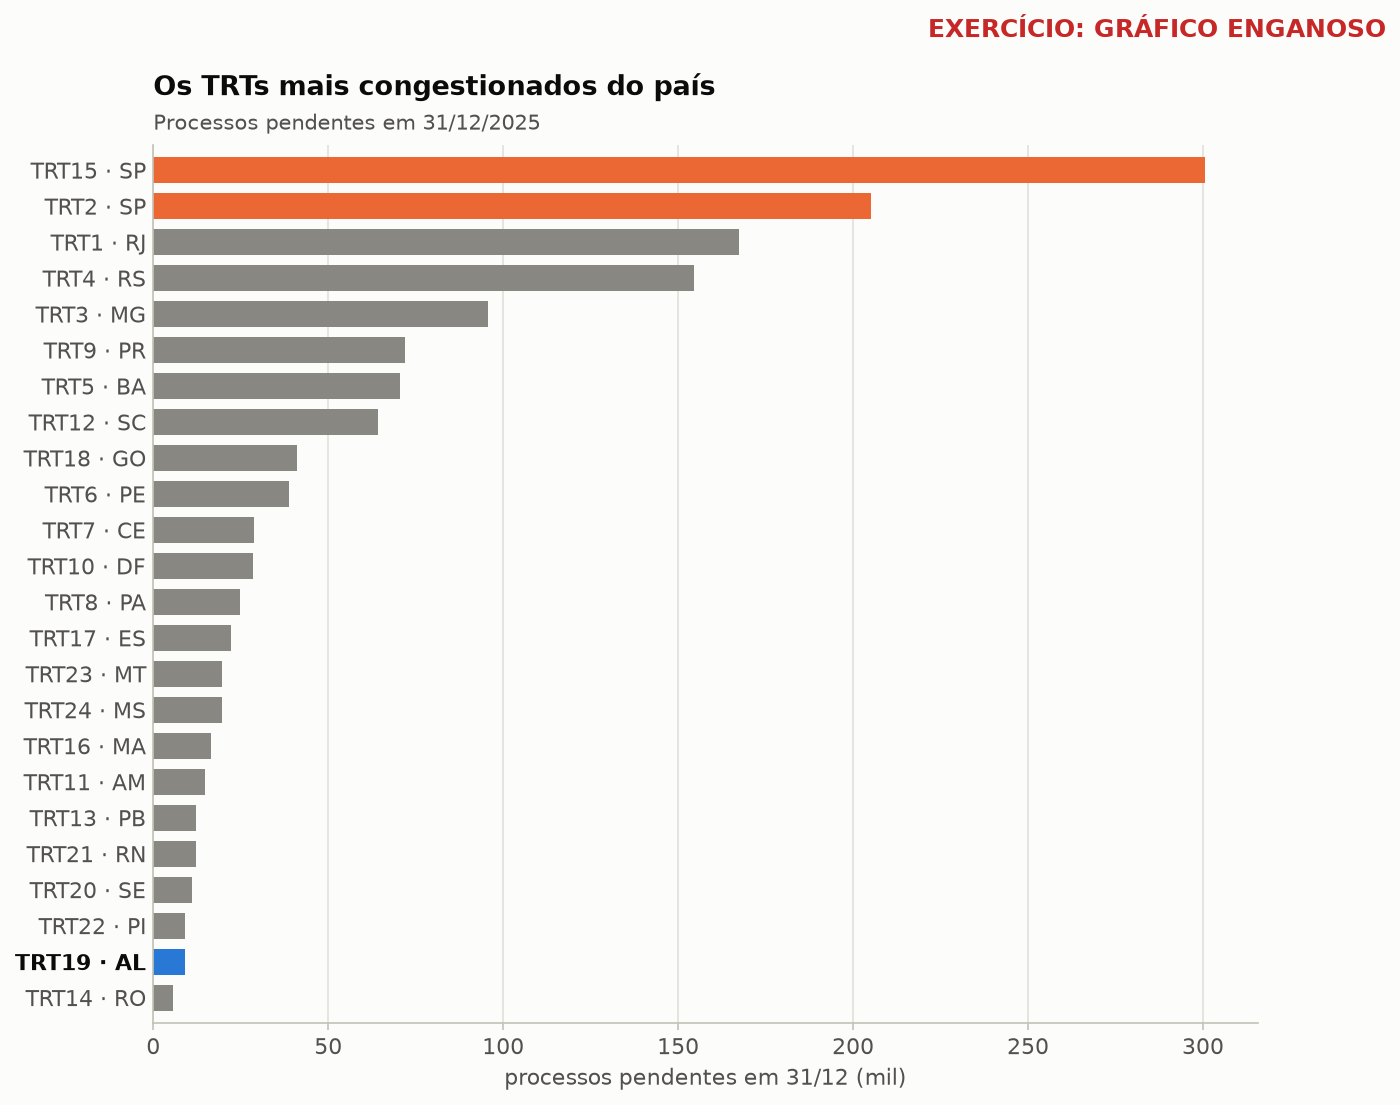 EXERCÍCIO: GRÁFICO ENGANOSO
Os TRTs mais congestionados do país
Processos pendentes em 31/12/2025
TRT15 · SP
TRT2 · SP
TRT1 · RJ
TRT4 · RS
TRT3 · MG
TRT9 · PR
TRT5 · BA
TRT12 · SC
TRT18 · GO
TRT6 · PE
TRT7 · CE
TRT10 · DF
TRT8 · PA
TRT17 · ES
TRT23 · MT
TRT24 · MS
TRT16 · MA
TRT11 · AM
TRT13 · PB
TRT21 · RN
TRT20 · SE
TRT22 · PI
TRT19 · AL
TRT14 · RO
0 50 100 150 200 250 300
processos pendentes em 31/12 (mil)